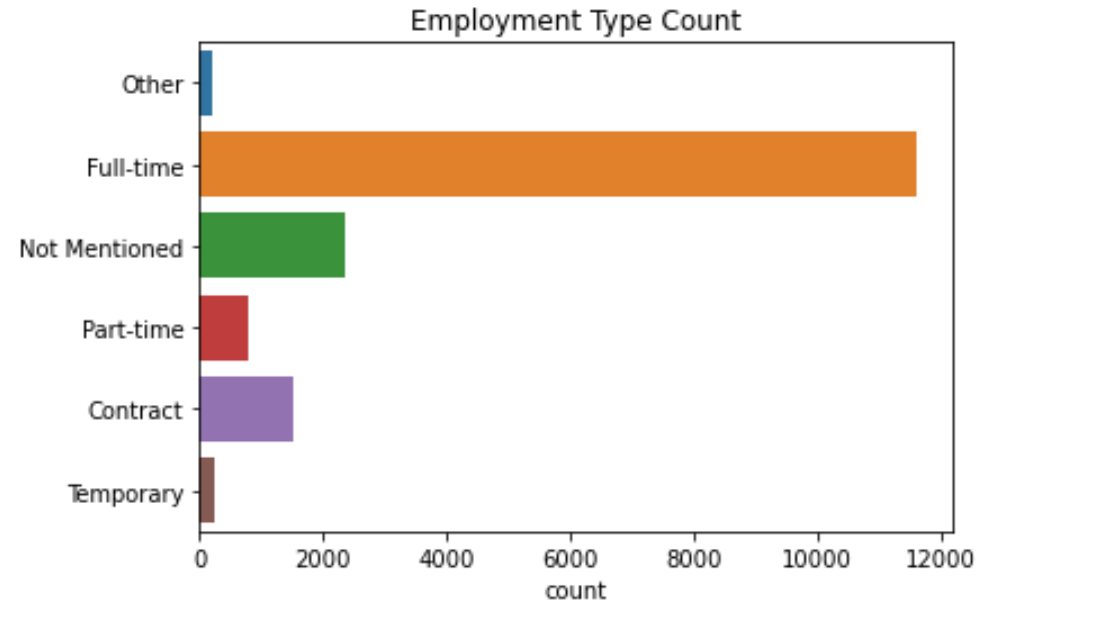 Employment Type Count
Other
Full-time
Not Mentioned
Part-time
Contract
Temporary
0 2000 4000 6000 8000 10000 12000
count